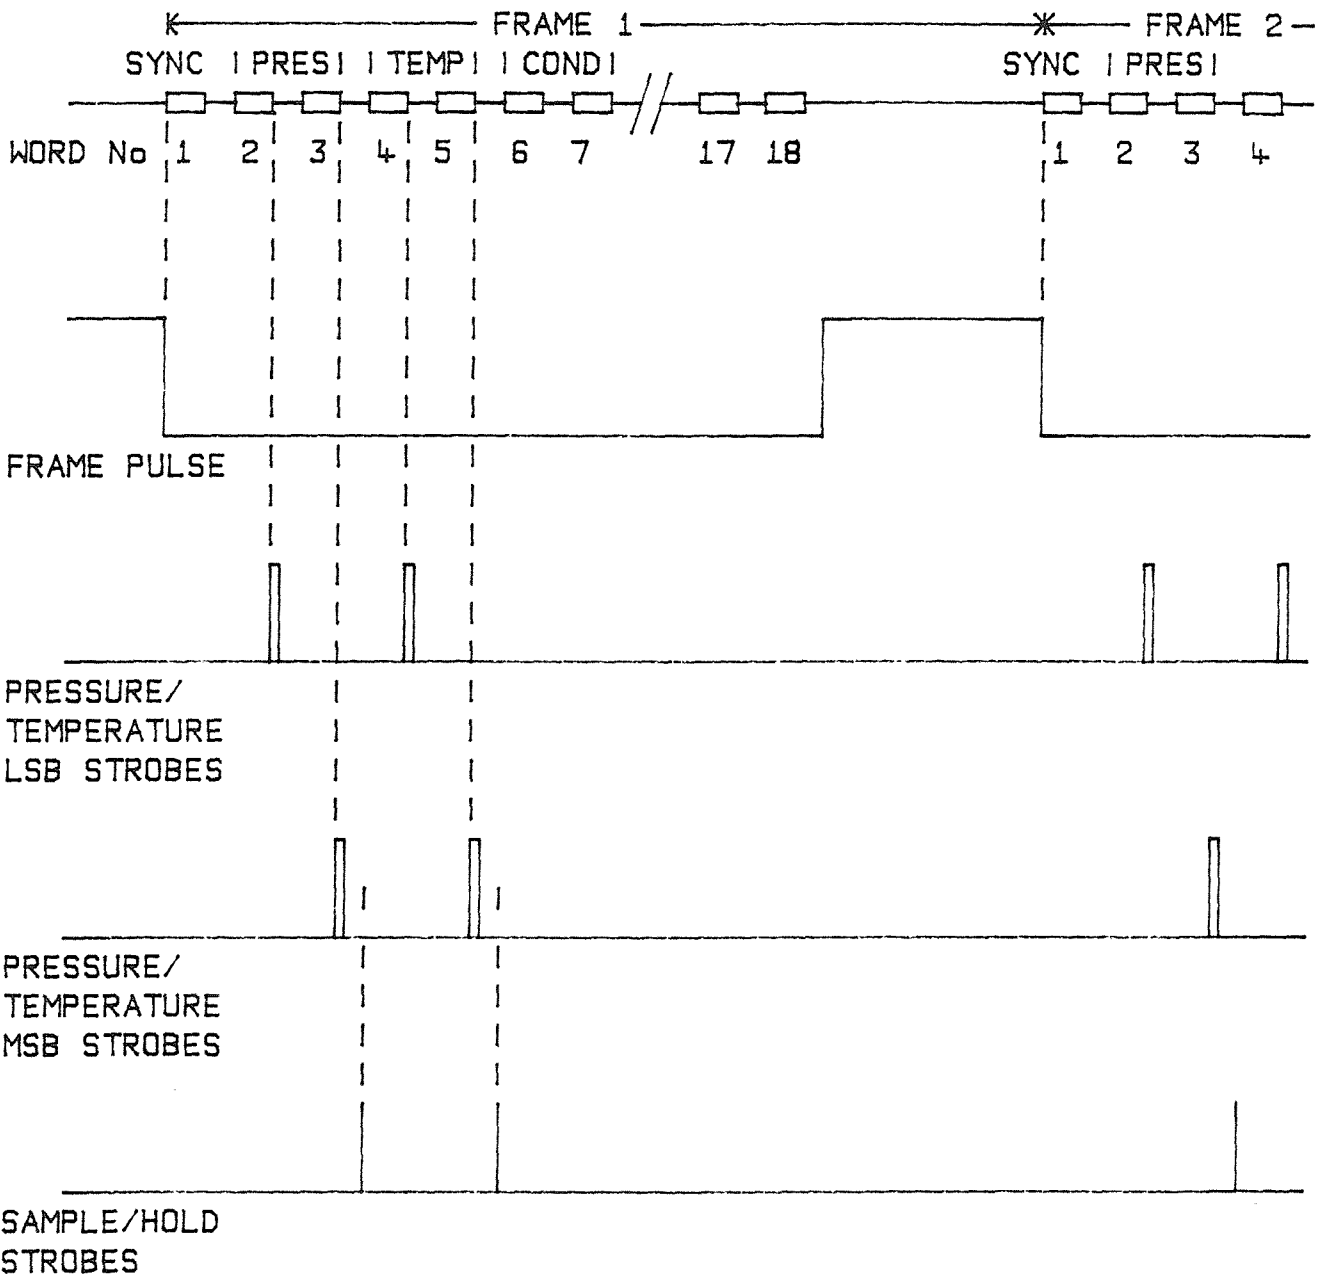 FRAME 1 FRAME 2
SYNC | PRES | | TEMP | | COND | SYNC | PRES |
WORD No 1 2 3 4 5 6 7 17 18 1 2 3 4
FRAME PULSE
PRESSURE/
TEMPERATURE
LSB STROBES
PRESSURE/
TEMPERATURE
MSB STROBES
SAMPLE/HOLD
STROBES